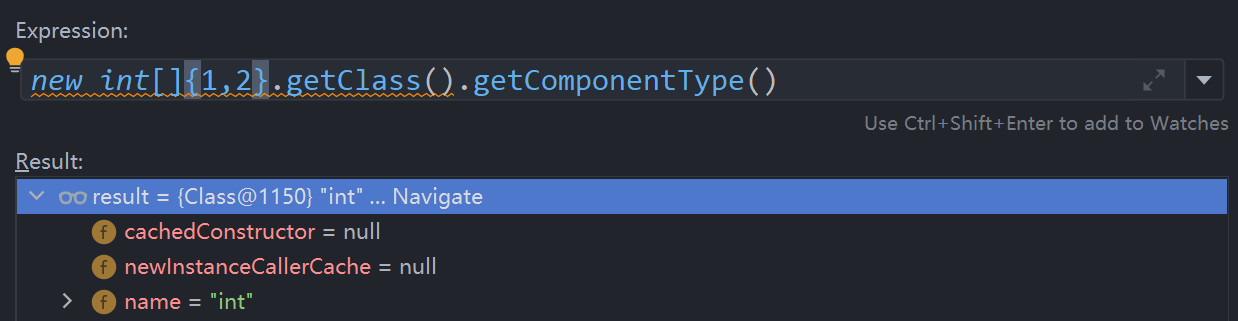 Expression:
new int[]{1,2}.getClass().getComponentType()
Use Ctrl+Shift+Enter to add to Watches
Result:
result = {Class@1150} "int" ... Navigate
f cachedConstructor = null
f newInstanceCallerCache = null
f name = "int"